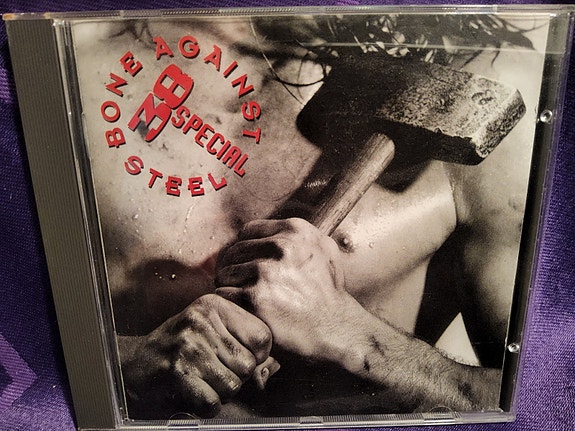 BONE AGAINST STEEL
38
SPECIAL